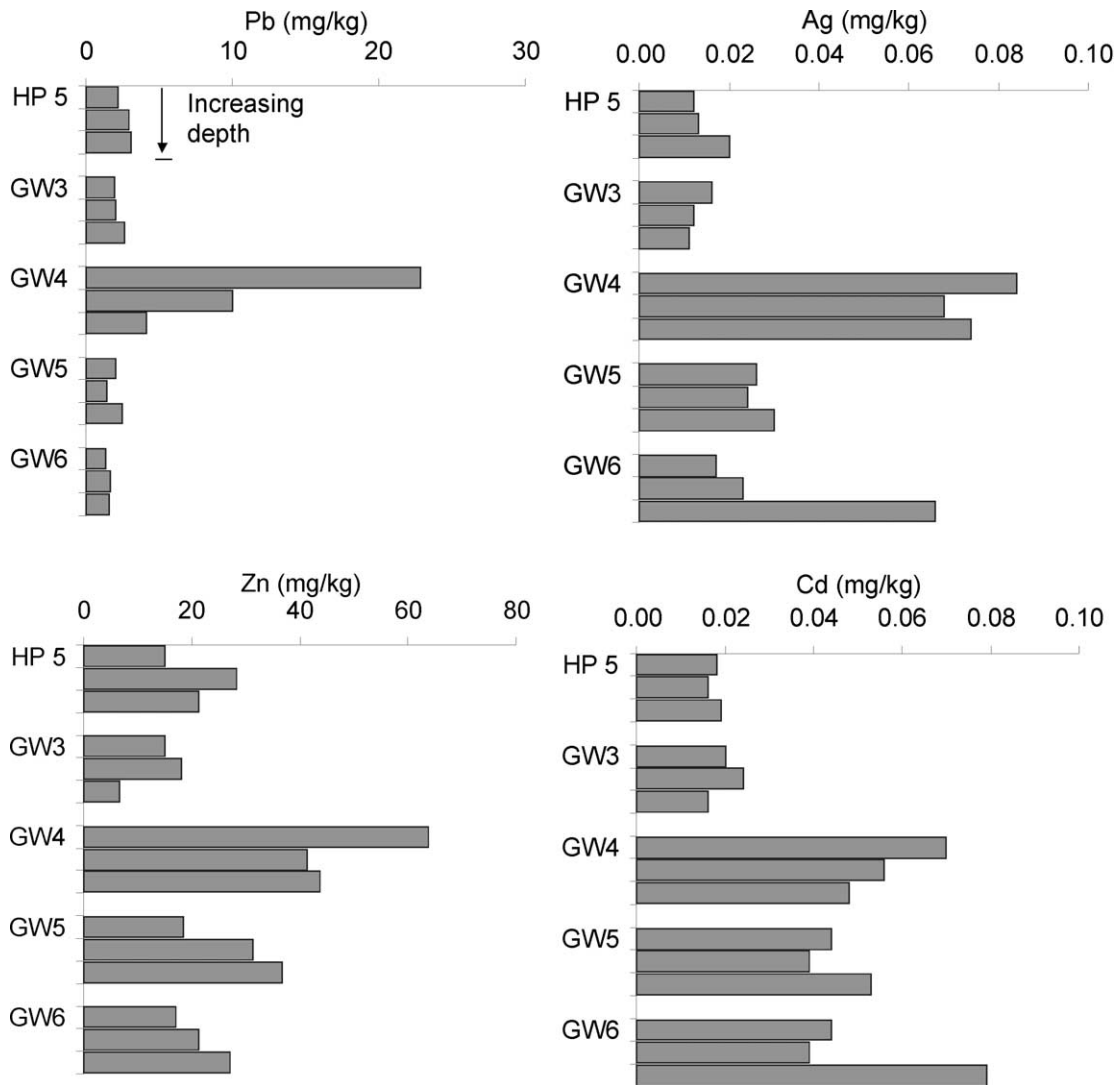 Pb (mg/kg)
0 10 20 30
HP 5
Increasing
depth
GW3
GW4
GW5
GW6
Ag (mg/kg)
0.00 0.02 0.04 0.06 0.08 0.10
HP 5
GW3
GW4
GW5
GW6
Zn (mg/kg)
0 20 40 60 80
HP 5
GW3
GW4
GW5
GW6
Cd (mg/kg)
0.00 0.02 0.04 0.06 0.08 0.10
HP 5
GW3
GW4
GW5
GW6